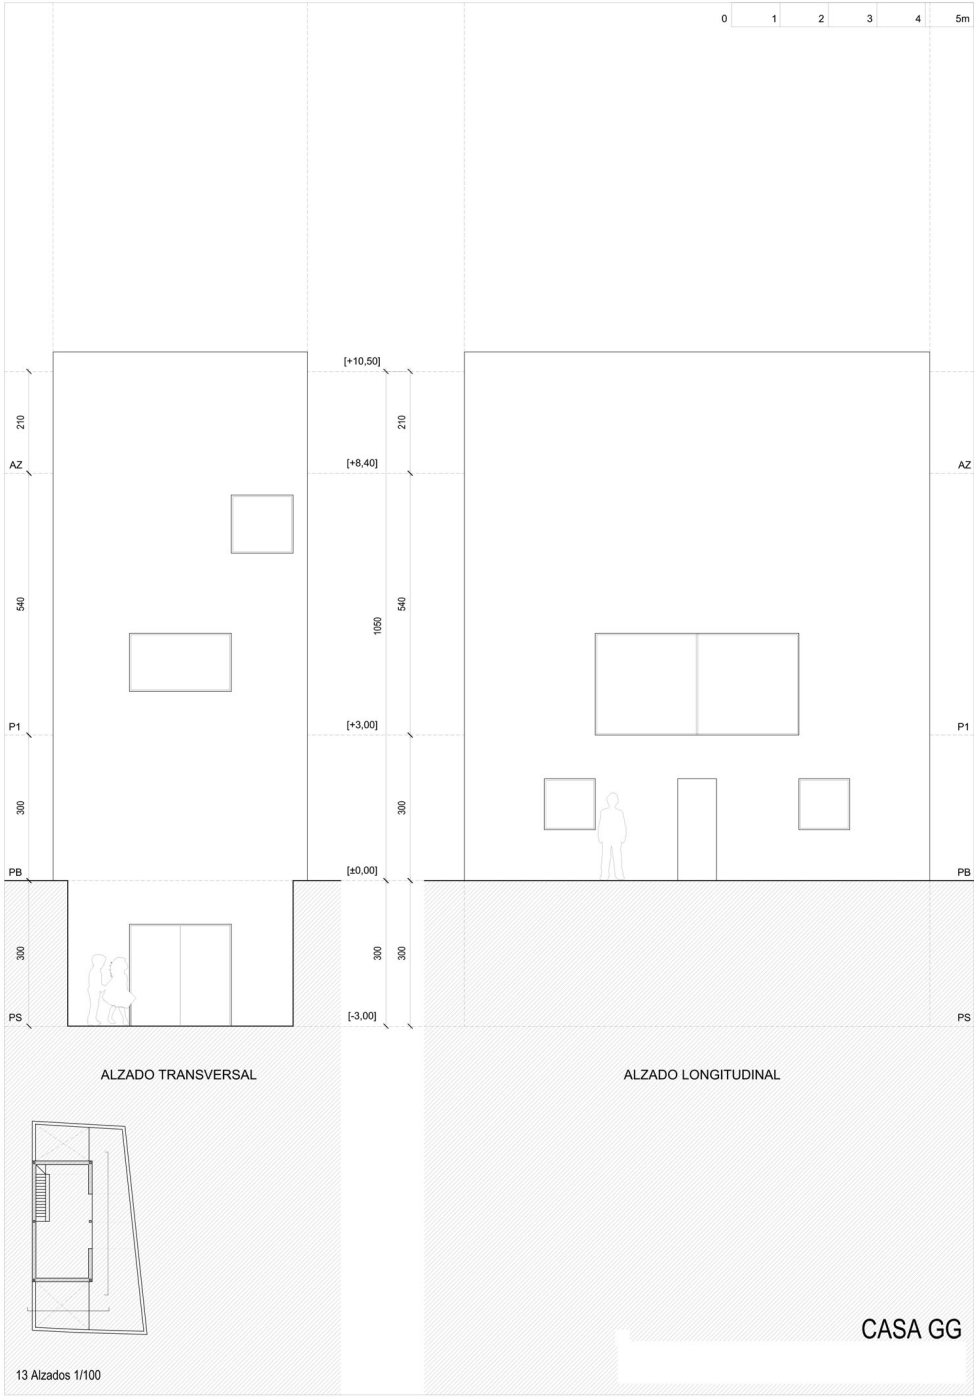 0 1 2 3 4 5m
[+10,50]
210 210
AZ [+8,40] AZ
540 1050 540
P1 [+3,00] P1
300 300
PB [±0,00] PB
300 300 300
PS [-3,00] PS
ALZADO TRANSVERSAL ALZADO LONGITUDINAL
CASA GG
13 Alzados 1/100